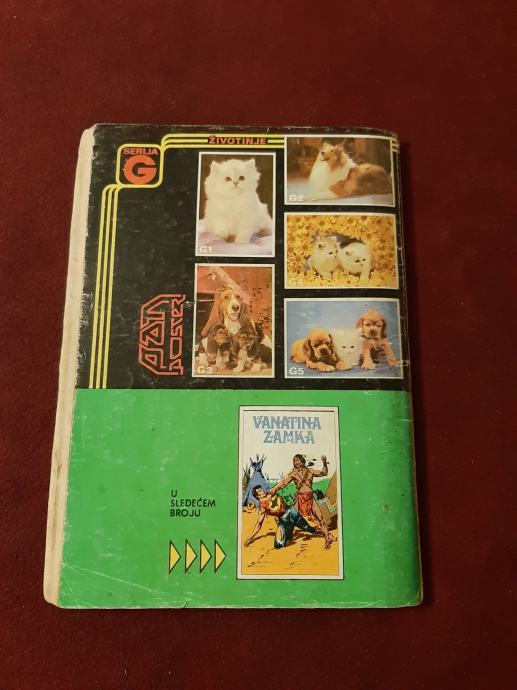 SERIJA
G
ŽIVOTINJE
G1
G2
G3
G5
VANATINA
ZAMKA
U
SLEDEĆEM
BROJU